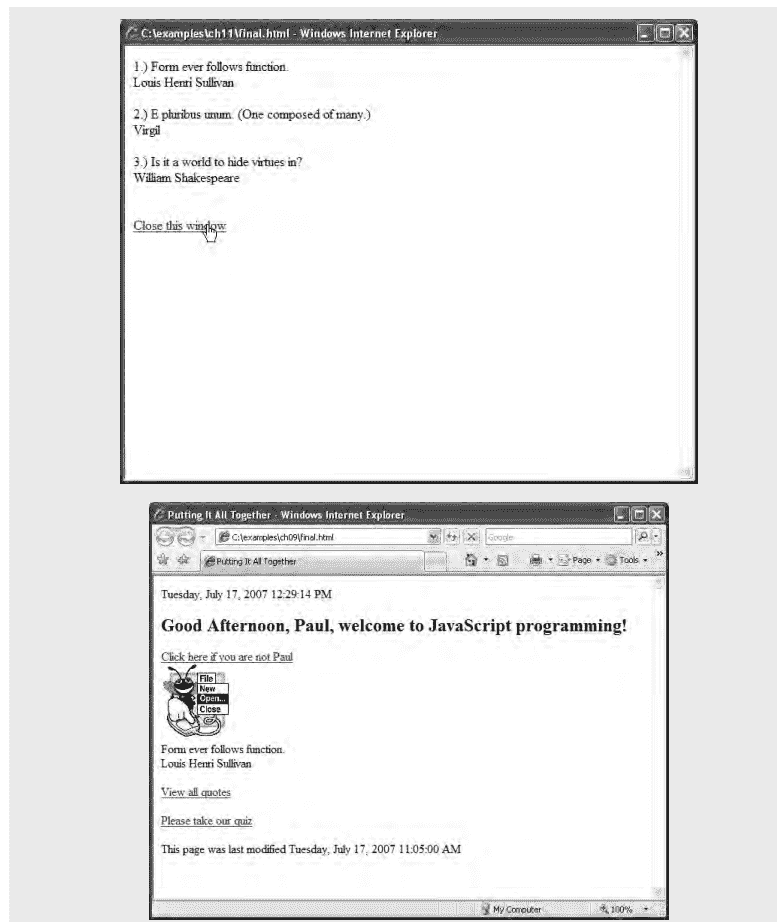 C:\examples\ch11\final.html - Windows Internet Explorer
1.) Form ever follows function.
Louis Henri Sullivan
2.) E pluribus unum. (One composed of many.)
Virgil
3.) Is it a world to hide virtues in?
William Shakespeare
Close this window
Putting It All Together - Windows Internet Explorer
C:\examples\ch09\final.html
Google
Putting It All Together
Page
Tools
Tuesday, July 17, 2007 12:29:14 PM
Good Afternoon, Paul, welcome to JavaScript programming!
Click here if you are not Paul
File
New
Open...
Close
Form ever follows function.
Louis Henri Sullivan
View all quotes
Please take our quiz
This page was last modified Tuesday, July 17, 2007 11:05:00 AM
My Computer
100%